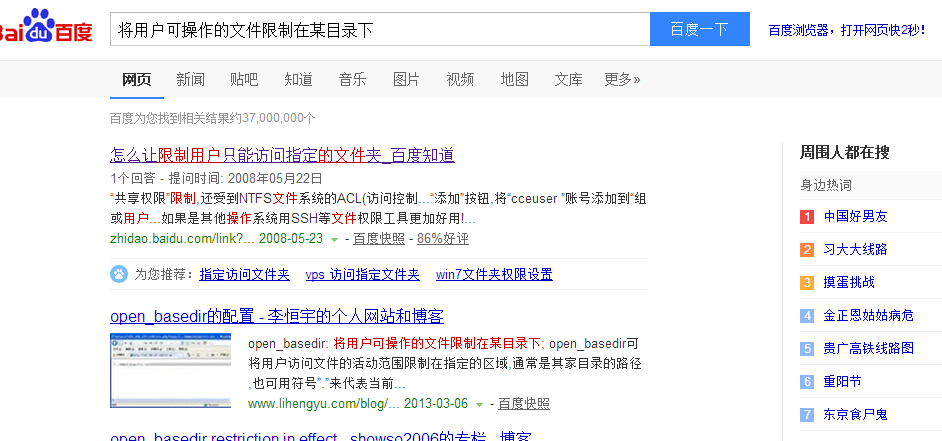 Bai du 百度 将用户可操作的文件限制在某目录下 百度一下 百度浏览器，打开网页快2秒！
网页 新闻 贴吧 知道 音乐 图片 视频 地图 文库 更多»
百度为您找到相关结果约37,000,000个
怎么让限制用户只能访问指定的文件夹_百度知道
1个回答 - 提问时间: 2008年05月22日
“共享权限”限制,还受到NTFS文件系统的ACL(访问控制...“添加”按钮,将“cceuser ”账号添加到“组
或用户...如果是其他操作系统用SSH等文件权限工具更加好用!...
zhidao.baidu.com/link?... 2008-05-23 - 百度快照 - 86%好评
为您推荐： 指定访问文件夹 vps 访问指定文件夹 win7文件夹权限设置
open_basedir的配置 - 李恒宇的个人网站和博客
open_basedir: 将用户可操作的文件限制在某目录下; open_basedir可
将用户访问文件的活动范围限制在指定的区域,通常是其家目录的路径
,也可用符号"."来代表当前...
www.lihengyu.com/blog/... 2013-03-06 - 百度快照
open_basedir restriction in effect._showso2006的专栏 - 博客
周围人都在搜
身边热词
1 中国好男友
2 习大大线路
3 摸蛋挑战
4 金正恩姑姑病危
5 贵广高铁线路图
6 重阳节
7 东京食尸鬼